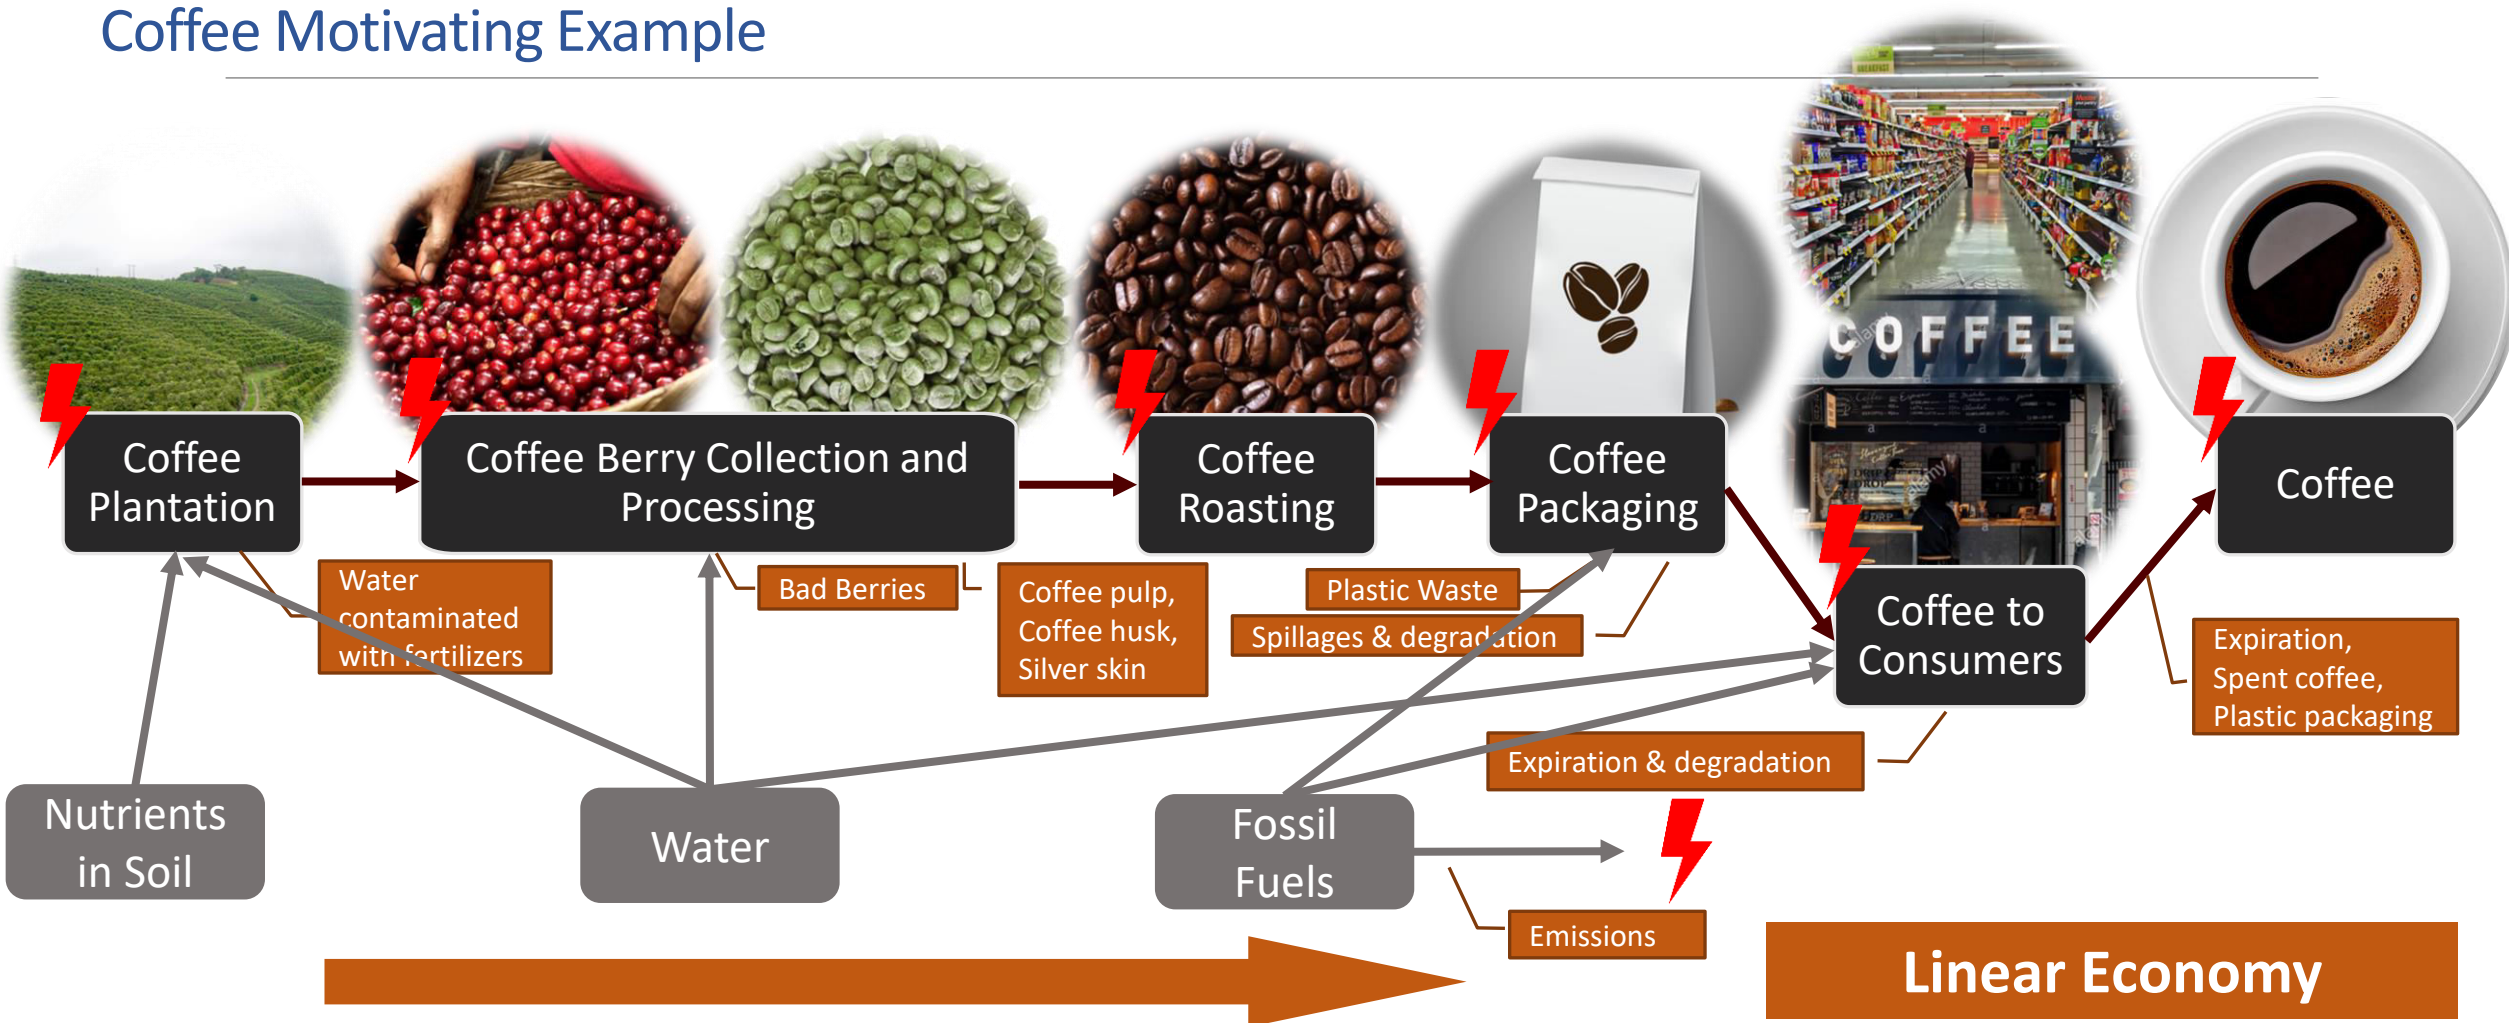 Coffee Motivating Example
COFFEE
Coffee
Plantation
Coffee Berry Collection and
Processing
Coffee
Roasting
Coffee
Packaging
Coffee to
Consumers
Coffee
Water
contaminated
with fertilizers
Bad Berries
Coffee pulp,
Coffee husk,
Silver skin
Plastic Waste
Spillages & degradation
Expiration & degradation
Expiration,
Spent coffee,
Plastic packaging
Nutrients
in Soil
Water
Fossil
Fuels
Emissions
Linear Economy